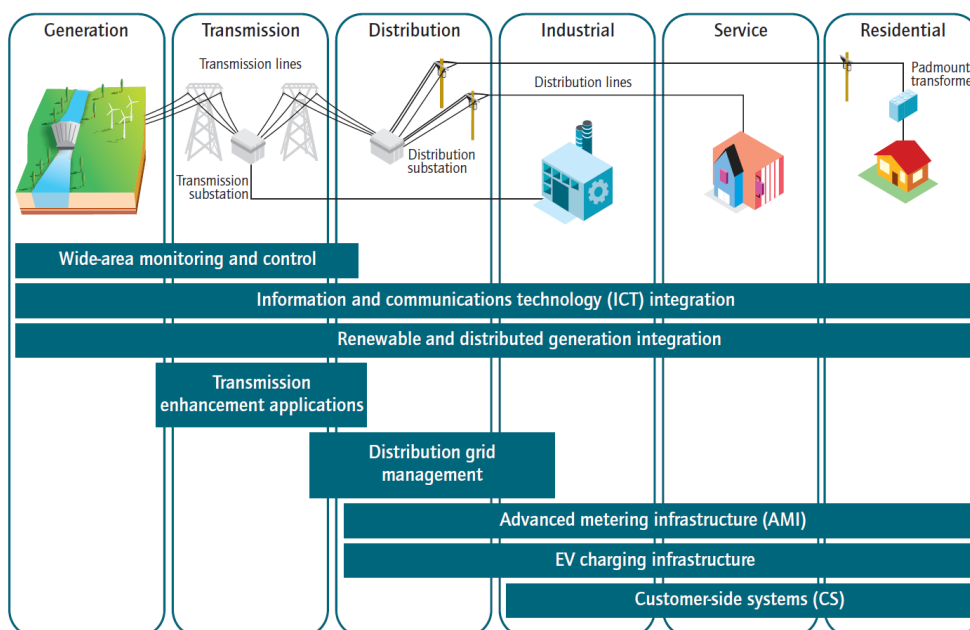 Generation
Transmission
Distribution
Industrial
Service
Residential
Transmission lines
Distribution lines
Padmount
transforme
Distribution
substation
Transmission
substation
Wide-area monitoring and control
Information and communications technology (ICT) integration
Renewable and distributed generation integration
Transmission
enhancement applications
Distribution grid
management
Advanced metering infrastructure (AMI)
EV charging infrastructure
Customer-side systems (CS)